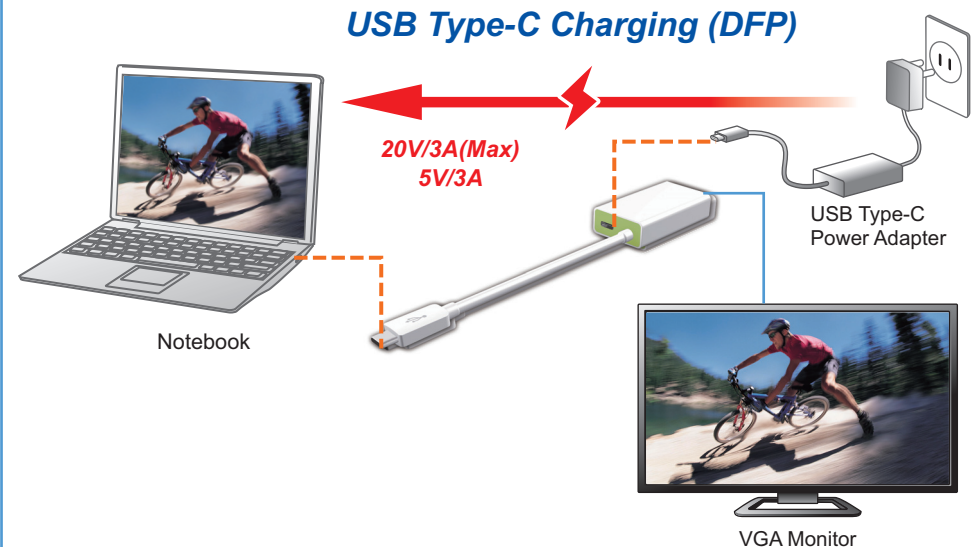 USB Type-C Charging (DFP)
20V/3A(Max)
5V/3A
USB Type-C
Power Adapter
Notebook
VGA Monitor